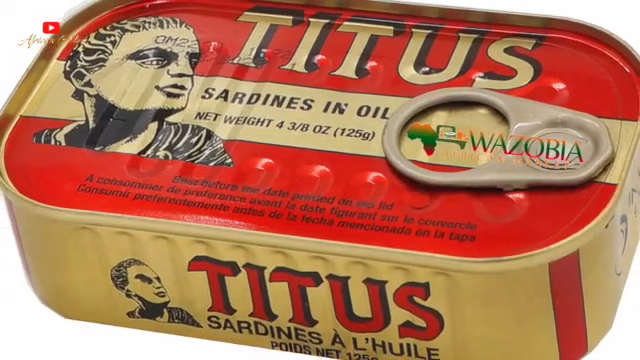 TITUS
SARDINES IN OIL
NET WEIGHT 4 3/8 OZ (125g)
WAZOBIA
Best before the date printed on the lid
A consommer de préférence avant la date figurant sur le couvercle
Consumir preferentemente antes de la fecha mencionada en la tapa
TITUS
SARDINES À L'HUILE
POIDS NET 125g